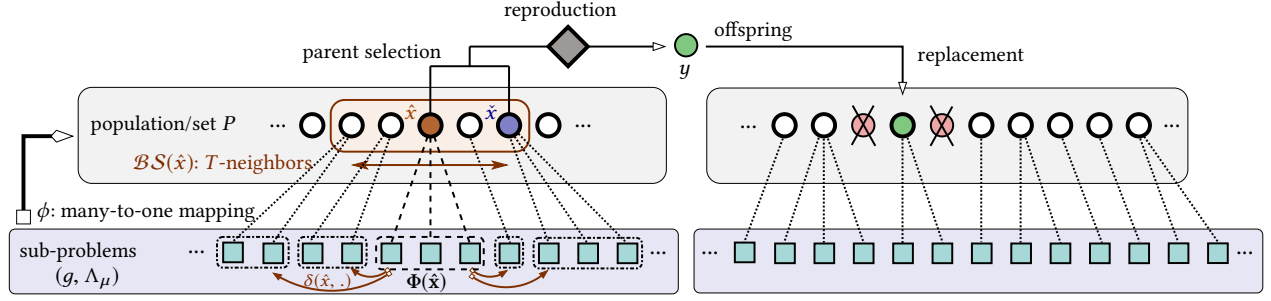 reproduction
offspring
parent selection
y
replacement
population/set P
...
x̂
x̌
...
...
...
BS(x̂): T-neighbors
ϕ: many-to-one mapping
sub-problems
(g, Λμ)
...
...
...
...
δ(x̂, .)
Φ(x̂)